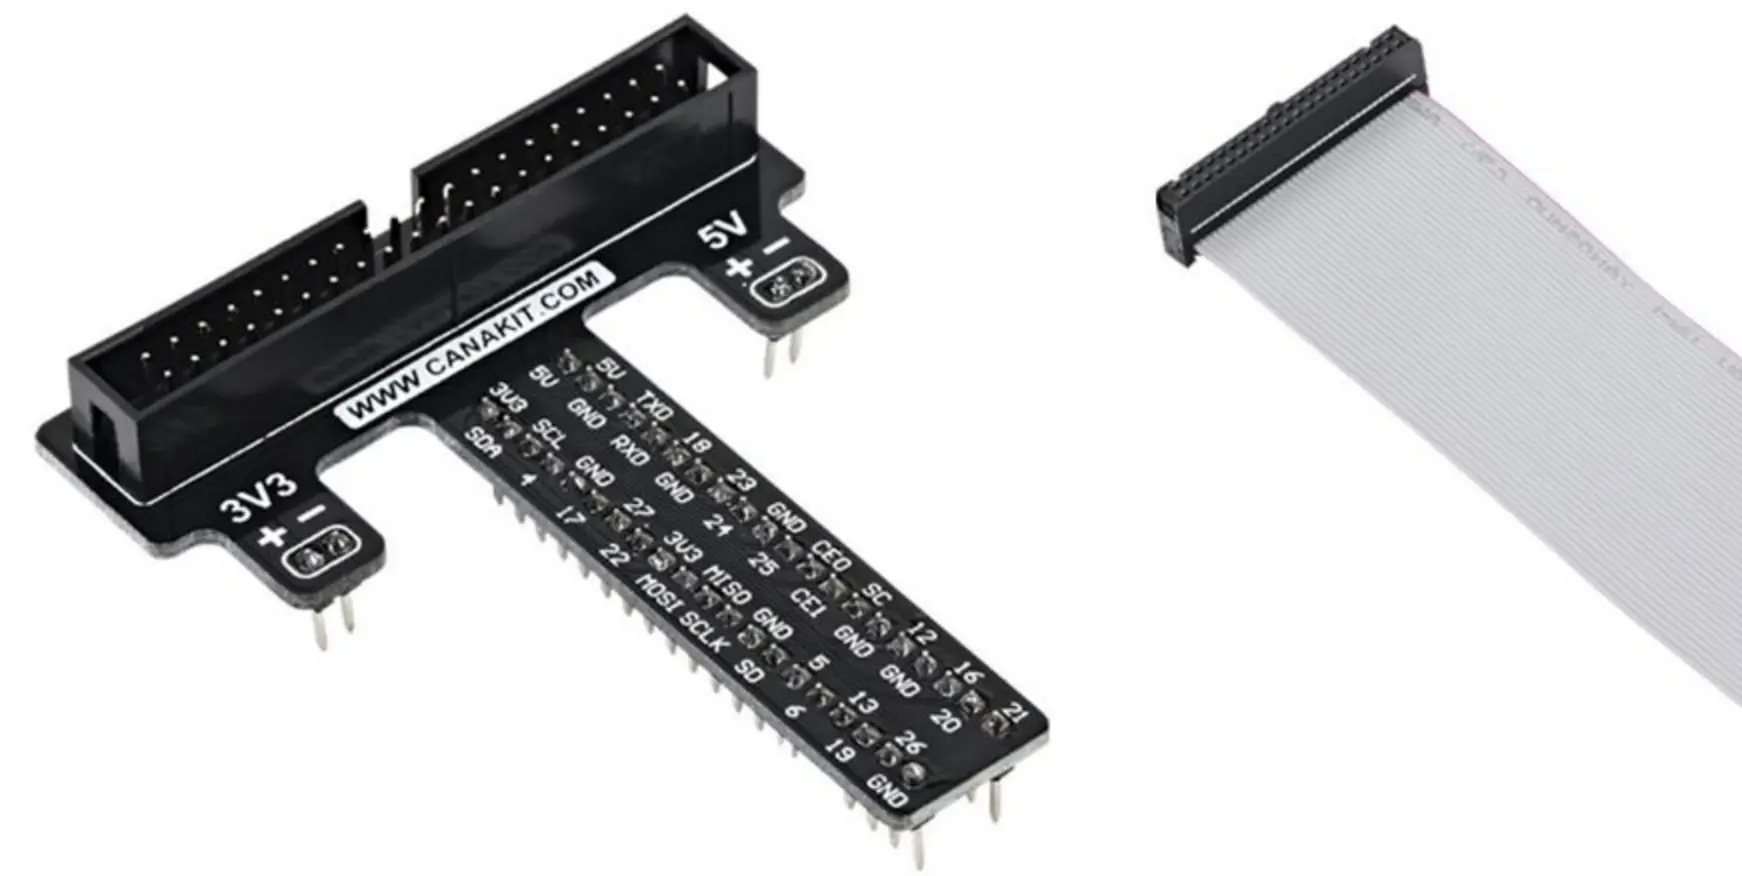 5V
- +
WWW CANAKIT.COM
3V3
- +
5V
5V
TXD
GND
RXD
18
GND
23
24
GND
25
CE0
CE1
SC
GND
12
GND
16
20
21
3V3
SDA
SCL
4
GND
17
27
22
3V3
MOSI
MISO
SCLK
GND
SD
5
6
13
19
26
GND